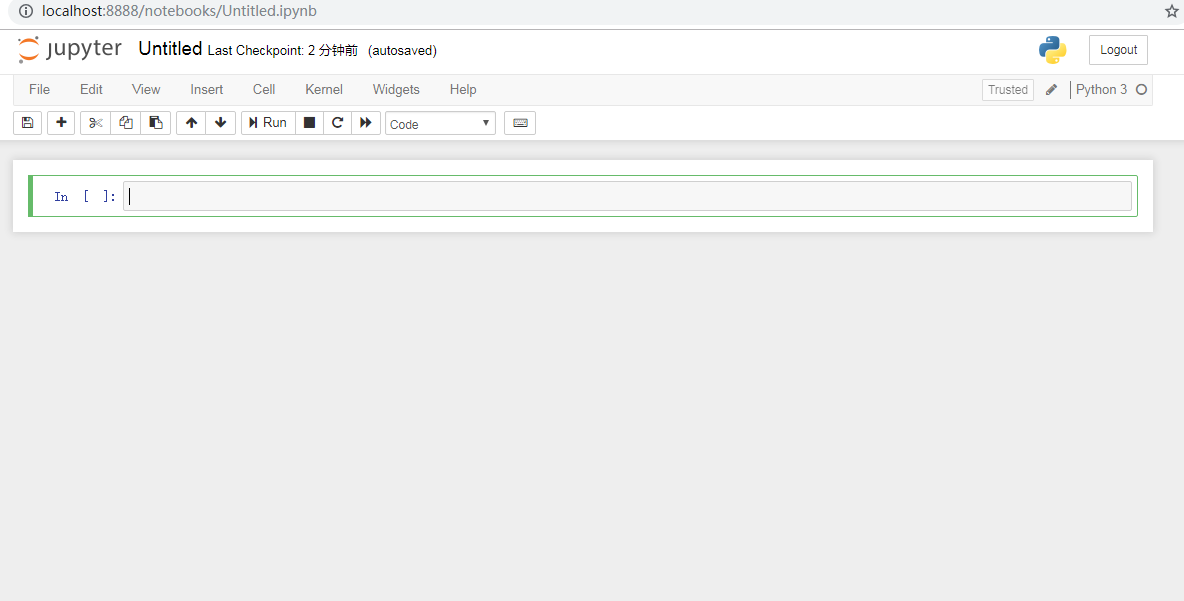 localhost:8888/notebooks/Untitled.ipynb
jupyter Untitled Last Checkpoint: 2 分钟前 (autosaved) Logout
File Edit View Insert Cell Kernel Widgets Help Trusted Python 3
Run Code
In [ ]: